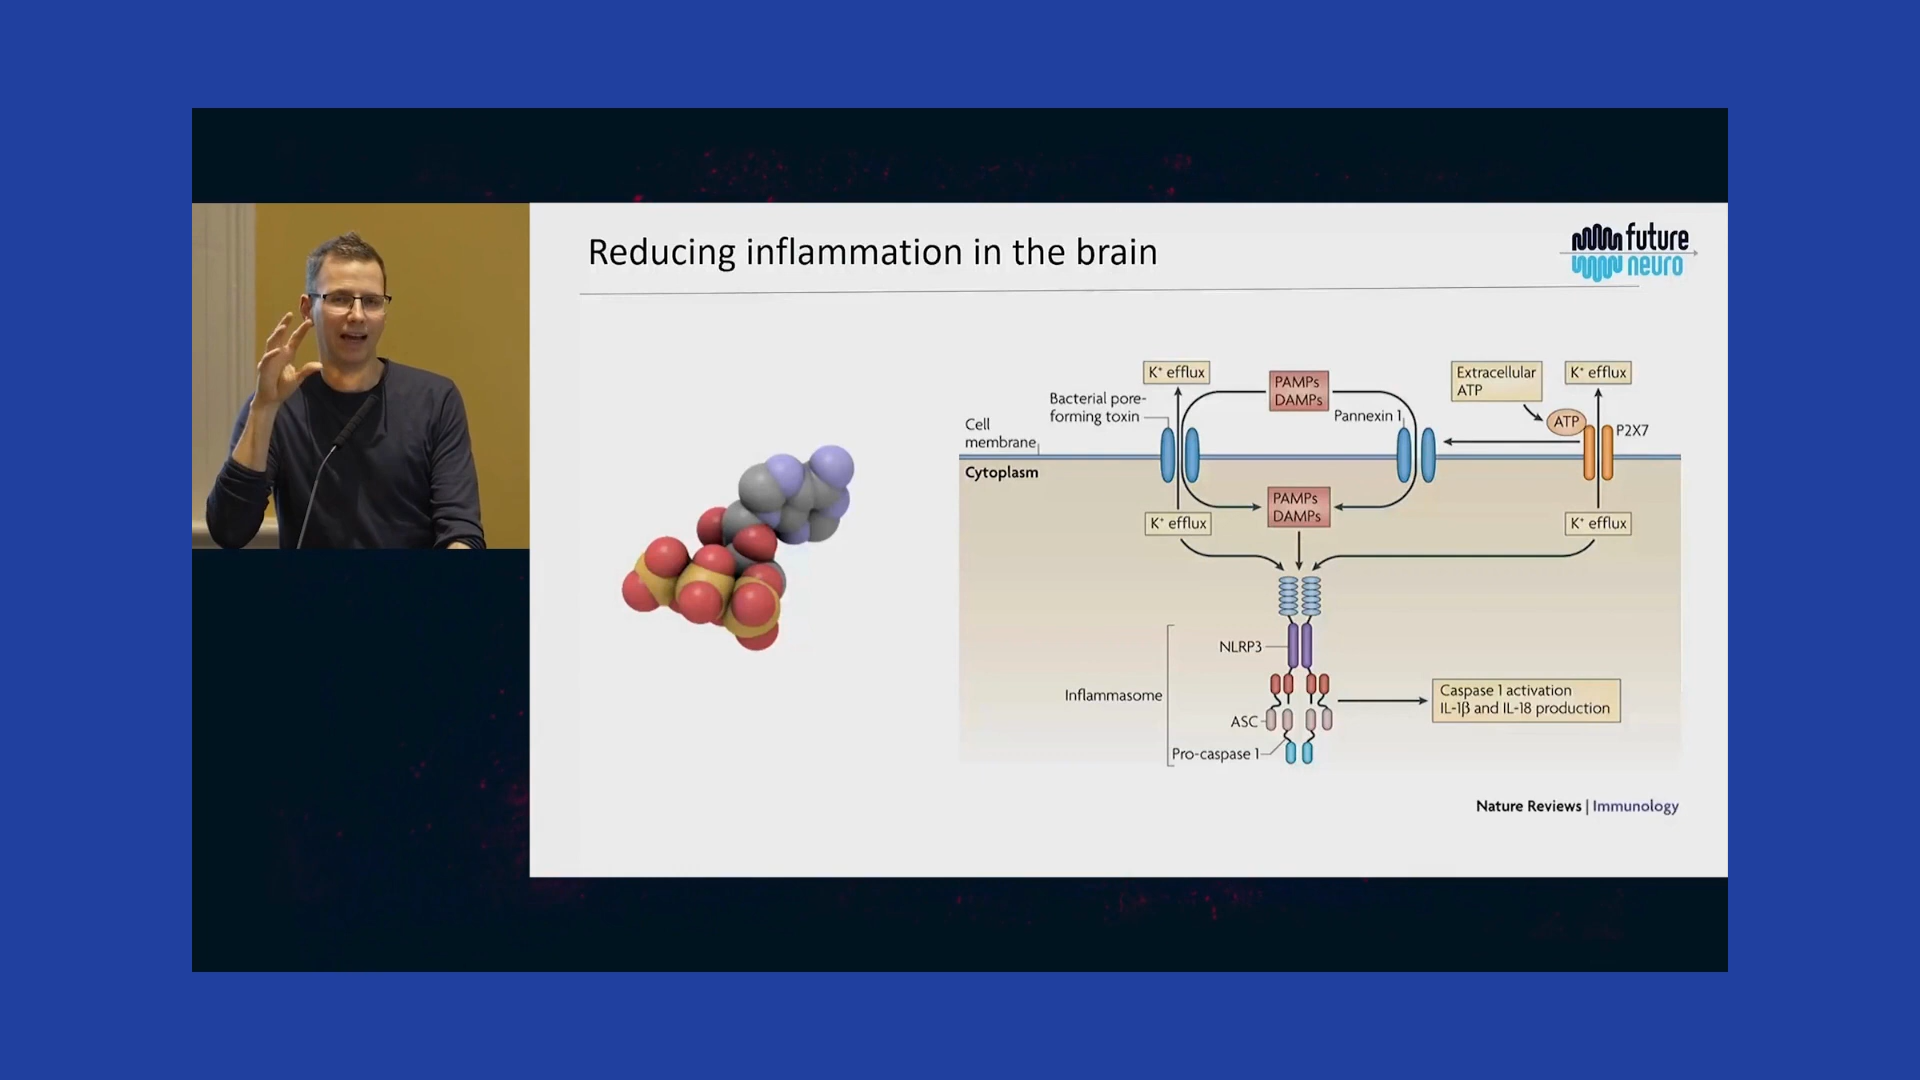 Reducing inflammation in the brain
future
neuro
K⁺ efflux
PAMPs
DAMPs
Extracellular
ATP
K⁺ efflux
Bacterial pore-
forming toxin
Pannexin 1
ATP
P2X7
Cell
membrane
Cytoplasm
PAMPs
DAMPs
K⁺ efflux
K⁺ efflux
NLRP3
Inflammasome
ASC
Pro-caspase 1
Caspase 1 activation
IL-1β and IL-18 production
Nature Reviews | Immunology